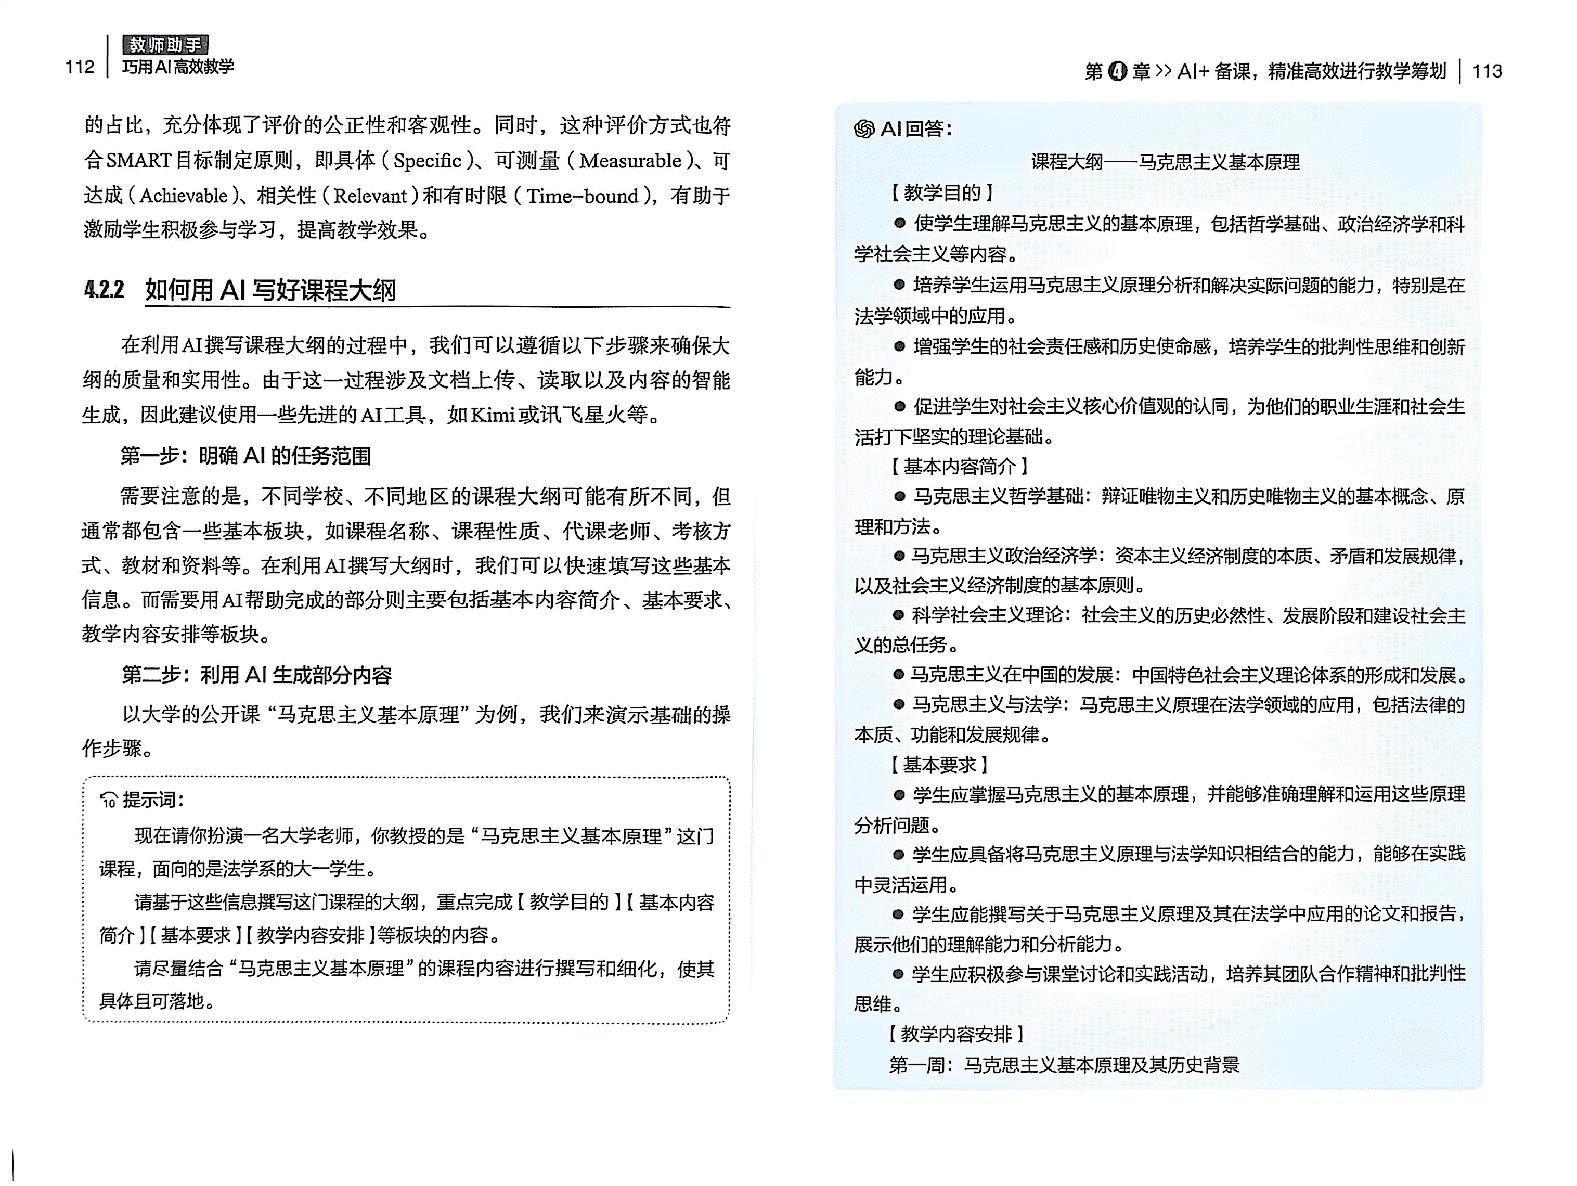 112
教师助手
巧用AI高效教学
的占比，充分体现了评价的公正性和客观性。同时，这种评价方式也符
合SMART目标制定原则，即具体（Specific）、可测量（Measurable）、可
达成（Achievable）、相关性（Relevant）和有时限（Time-bound），有助于
激励学生积极参与学习，提高教学效果。
4.2.2 如何用 AI 写好课程大纲
在利用AI撰写课程大纲的过程中，我们可以遵循以下步骤来确保大
纲的质量和实用性。由于这一过程涉及文档上传、读取以及内容的智能
生成，因此建议使用一些先进的AI工具，如Kimi或讯飞星火等。
第一步：明确 AI 的任务范围
需要注意的是，不同学校、不同地区的课程大纲可能有所不同，但
通常都包含一些基本板块，如课程名称、课程性质、代课老师、考核方
式、教材和资料等。在利用AI撰写大纲时，我们可以快速填写这些基本
信息。而需要用AI帮助完成的部分则主要包括基本内容简介、基本要求、
教学内容安排等板块。
第二步：利用 AI 生成部分内容
以大学的公开课“马克思主义基本原理”为例，我们来演示基础的操
作步骤。
提示词：
现在请你扮演一名大学老师，你教授的是“马克思主义基本原理”这门
课程，面向的是法学系的大一学生。
请基于这些信息撰写这门课程的大纲，重点完成【教学目的】【基本内容
简介】【基本要求】【教学内容安排】等板块的内容。
请尽量结合“马克思主义基本原理”的课程内容进行撰写和细化，使其
具体且可落地。
第4章 >> AI+ 备课，精准高效进行教学筹划 113
AI回答：
课程大纲——马克思主义基本原理
【教学目的】
● 使学生理解马克思主义的基本原理，包括哲学基础、政治经济学和科
学社会主义等内容。
● 培养学生运用马克思主义原理分析和解决实际问题的能力，特别是在
法学领域中的应用。
● 增强学生的社会责任感和历史使命感，培养学生的批判性思维和创新
能力。
● 促进学生对社会主义核心价值观的认同，为他们的职业生涯和社会生
活打下坚实的理论基础。
【基本内容简介】
● 马克思主义哲学基础：辩证唯物主义和历史唯物主义的基本概念、原
理和方法。
● 马克思主义政治经济学：资本主义经济制度的本质、矛盾和发展规律，
以及社会主义经济制度的基本原则。
● 科学社会主义理论：社会主义的历史必然性、发展阶段和建设社会主
义的总任务。
● 马克思主义在中国的发展：中国特色社会主义理论体系的形成和发展。
● 马克思主义与法学：马克思主义原理在法学领域的应用，包括法律的
本质、功能和发展规律。
【基本要求】
● 学生应掌握马克思主义的基本原理，并能够准确理解和运用这些原理
分析问题。
● 学生应具备将马克思主义原理与法学知识相结合的能力，能够在实践
中灵活运用。
● 学生应能撰写关于马克思主义原理及其在法学中应用的论文和报告，
展示他们的理解能力和分析能力。
● 学生应积极参与课堂讨论和实践活动，培养其团队合作精神和批判性
思维。
【教学内容安排】
第一周：马克思主义基本原理及其历史背景